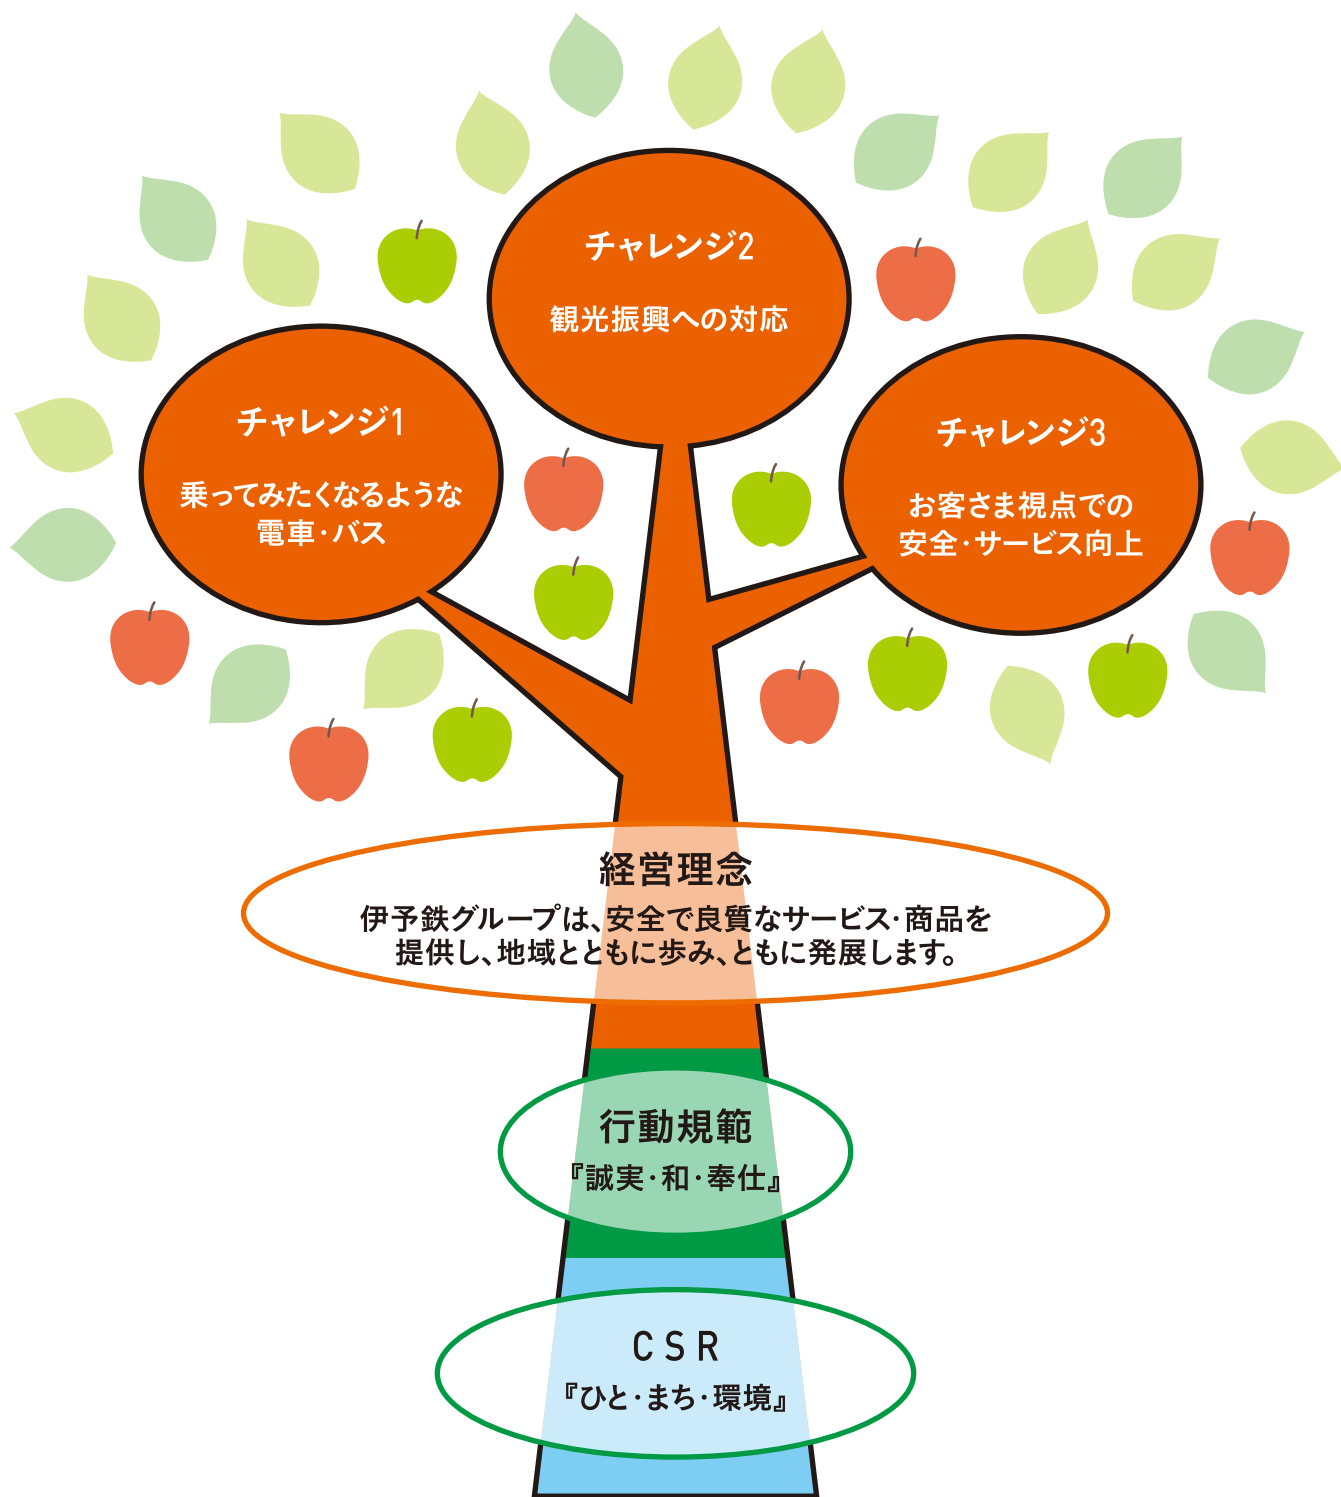 チャレンジ2
観光振興への対応
チャレンジ1
乗ってみたくなるような
電車・バス
チャレンジ3
お客さま視点での
安全・サービス向上
経営理念
伊予鉄グループは、安全で良質なサービス・商品を
提供し、地域とともに歩み、ともに発展します。
行動規範
『誠実・和・奉仕』
CSR
『ひと・まち・環境』